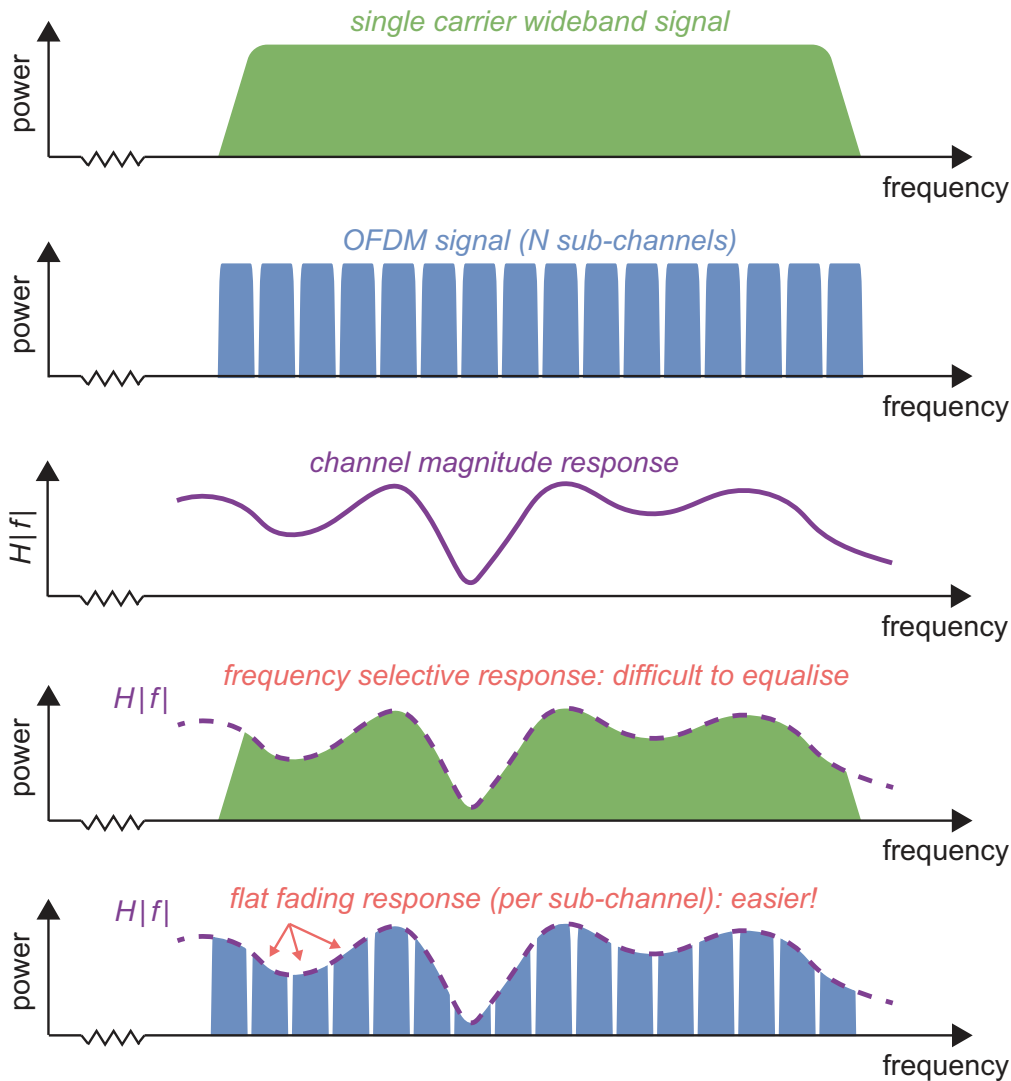 single carrier wideband signal
power
frequency
OFDM signal (N sub-channels)
power
frequency
channel magnitude response
H|f|
frequency
frequency selective response: difficult to equalise
H|f|
power
frequency
flat fading response (per sub-channel): easier!
H|f|
power
frequency